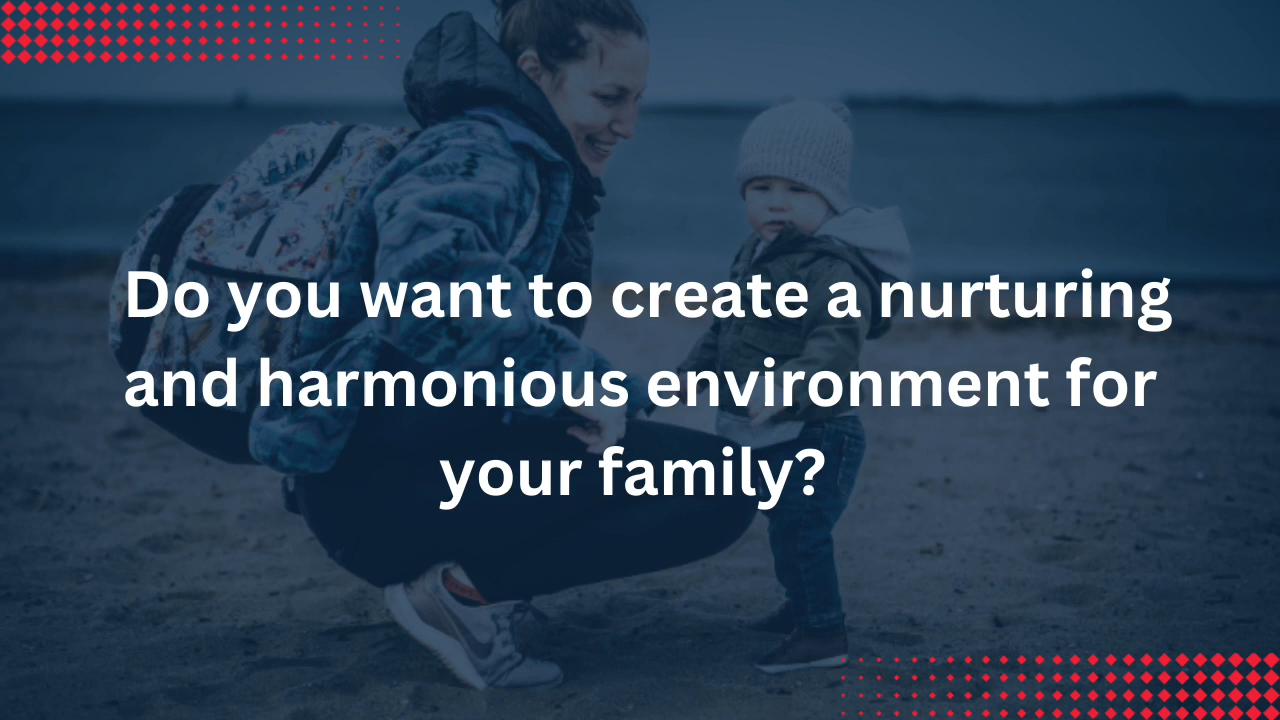 Do you want to create a nurturing
and harmonious environment for
your family?